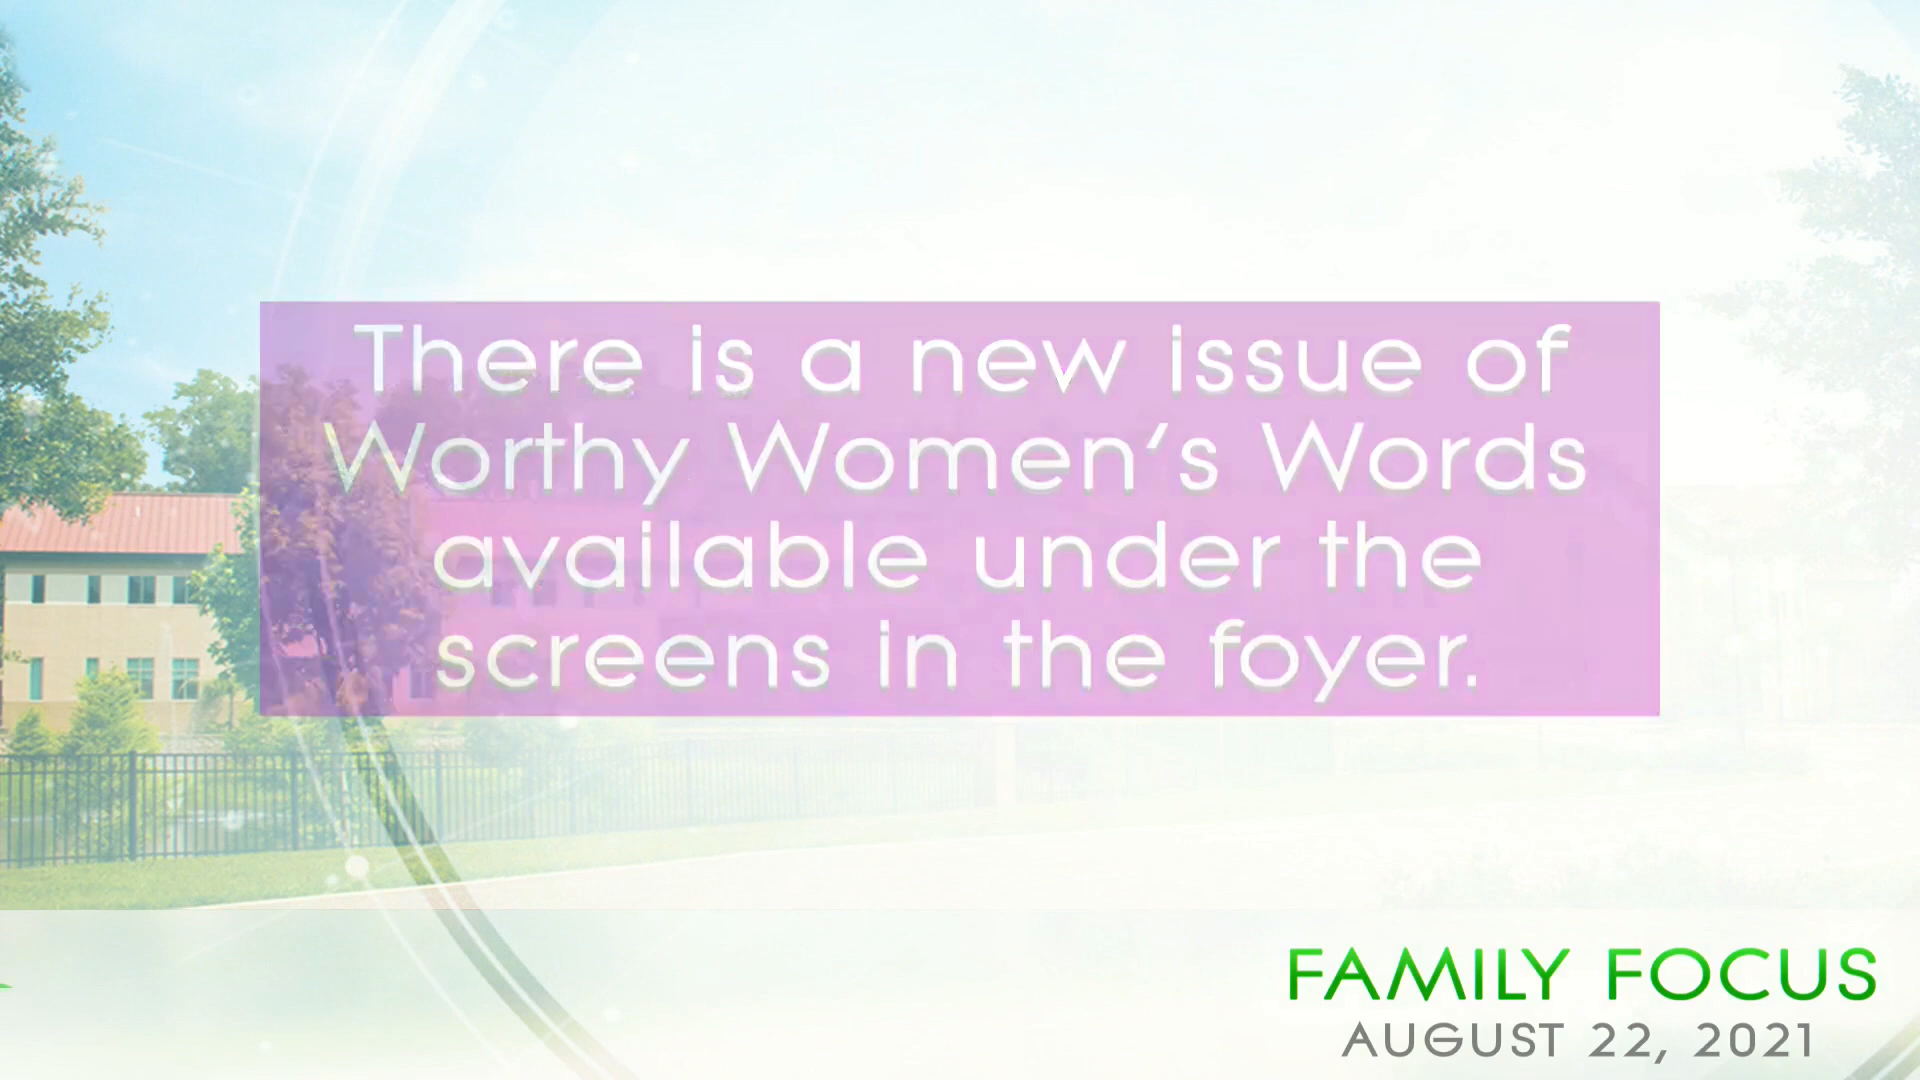 There is a new issue of
Worthy Women's Words
available under the
screens in the foyer.
FAMILY FOCUS
AUGUST 22, 2021